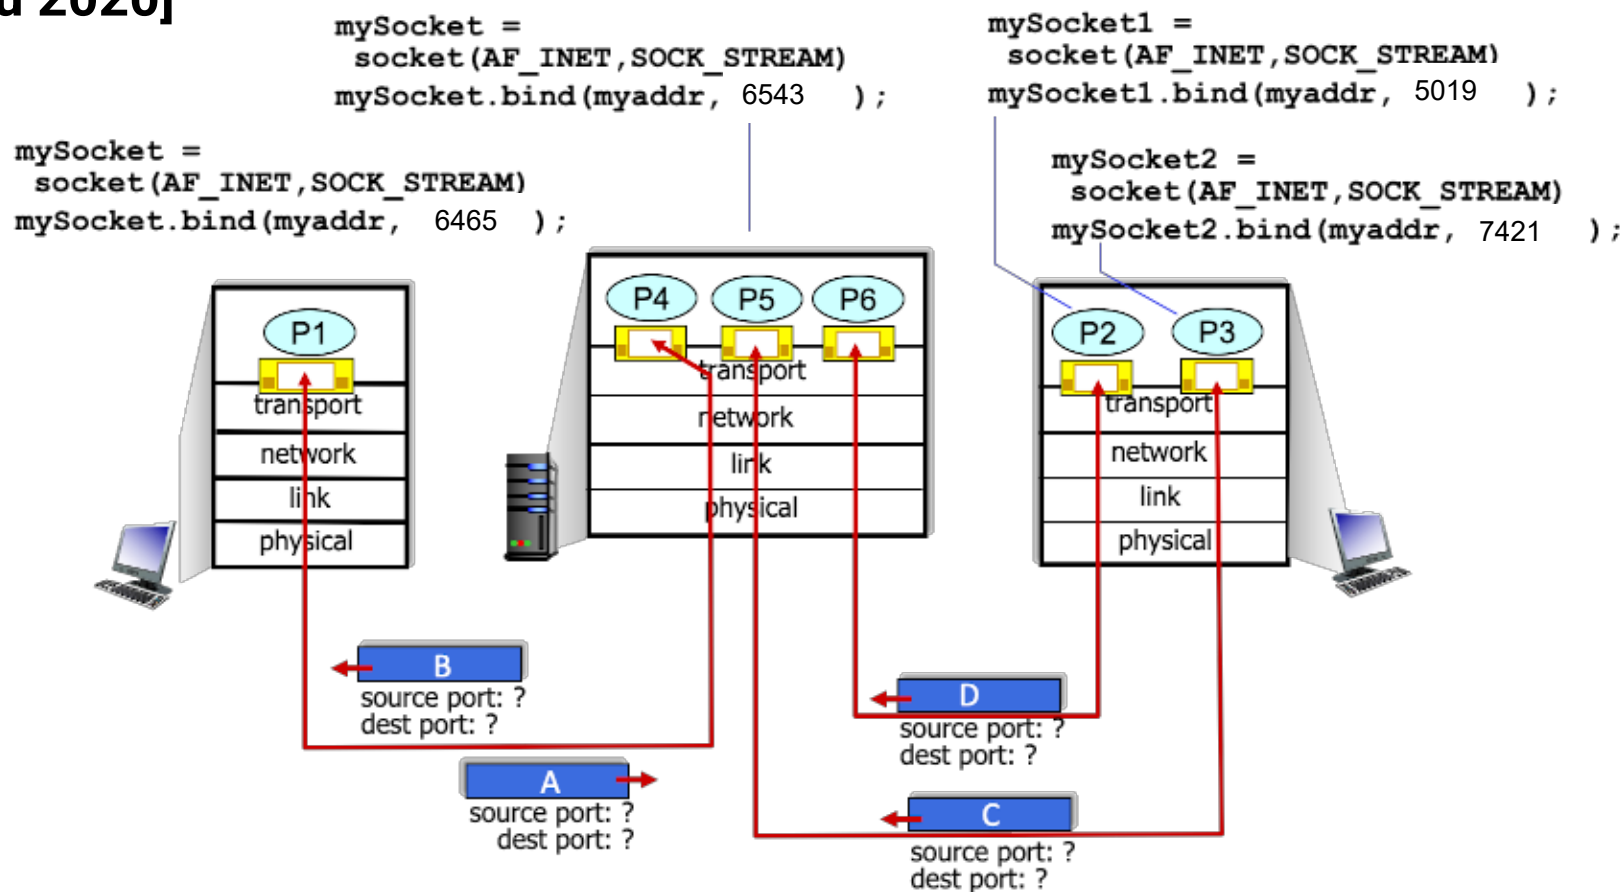 d 2020]
mySocket =
socket(AF_INET,SOCK_STREAM)
mySocket.bind(myaddr, 6543 );
mySocket1 =
socket(AF_INET,SOCK_STREAM)
mySocket1.bind(myaddr, 5019 );
mySocket =
socket(AF_INET,SOCK_STREAM)
mySocket.bind(myaddr, 6465 );
mySocket2 =
socket(AF_INET,SOCK_STREAM)
mySocket2.bind(myaddr, 7421 );
P1
transport
network
link
physical
P4 P5 P6
transport
network
link
physical
P2 P3
transport
network
link
physical
B
source port: ?
dest port: ?
A
source port: ?
dest port: ?
D
source port: ?
dest port: ?
C
source port: ?
dest port: ?